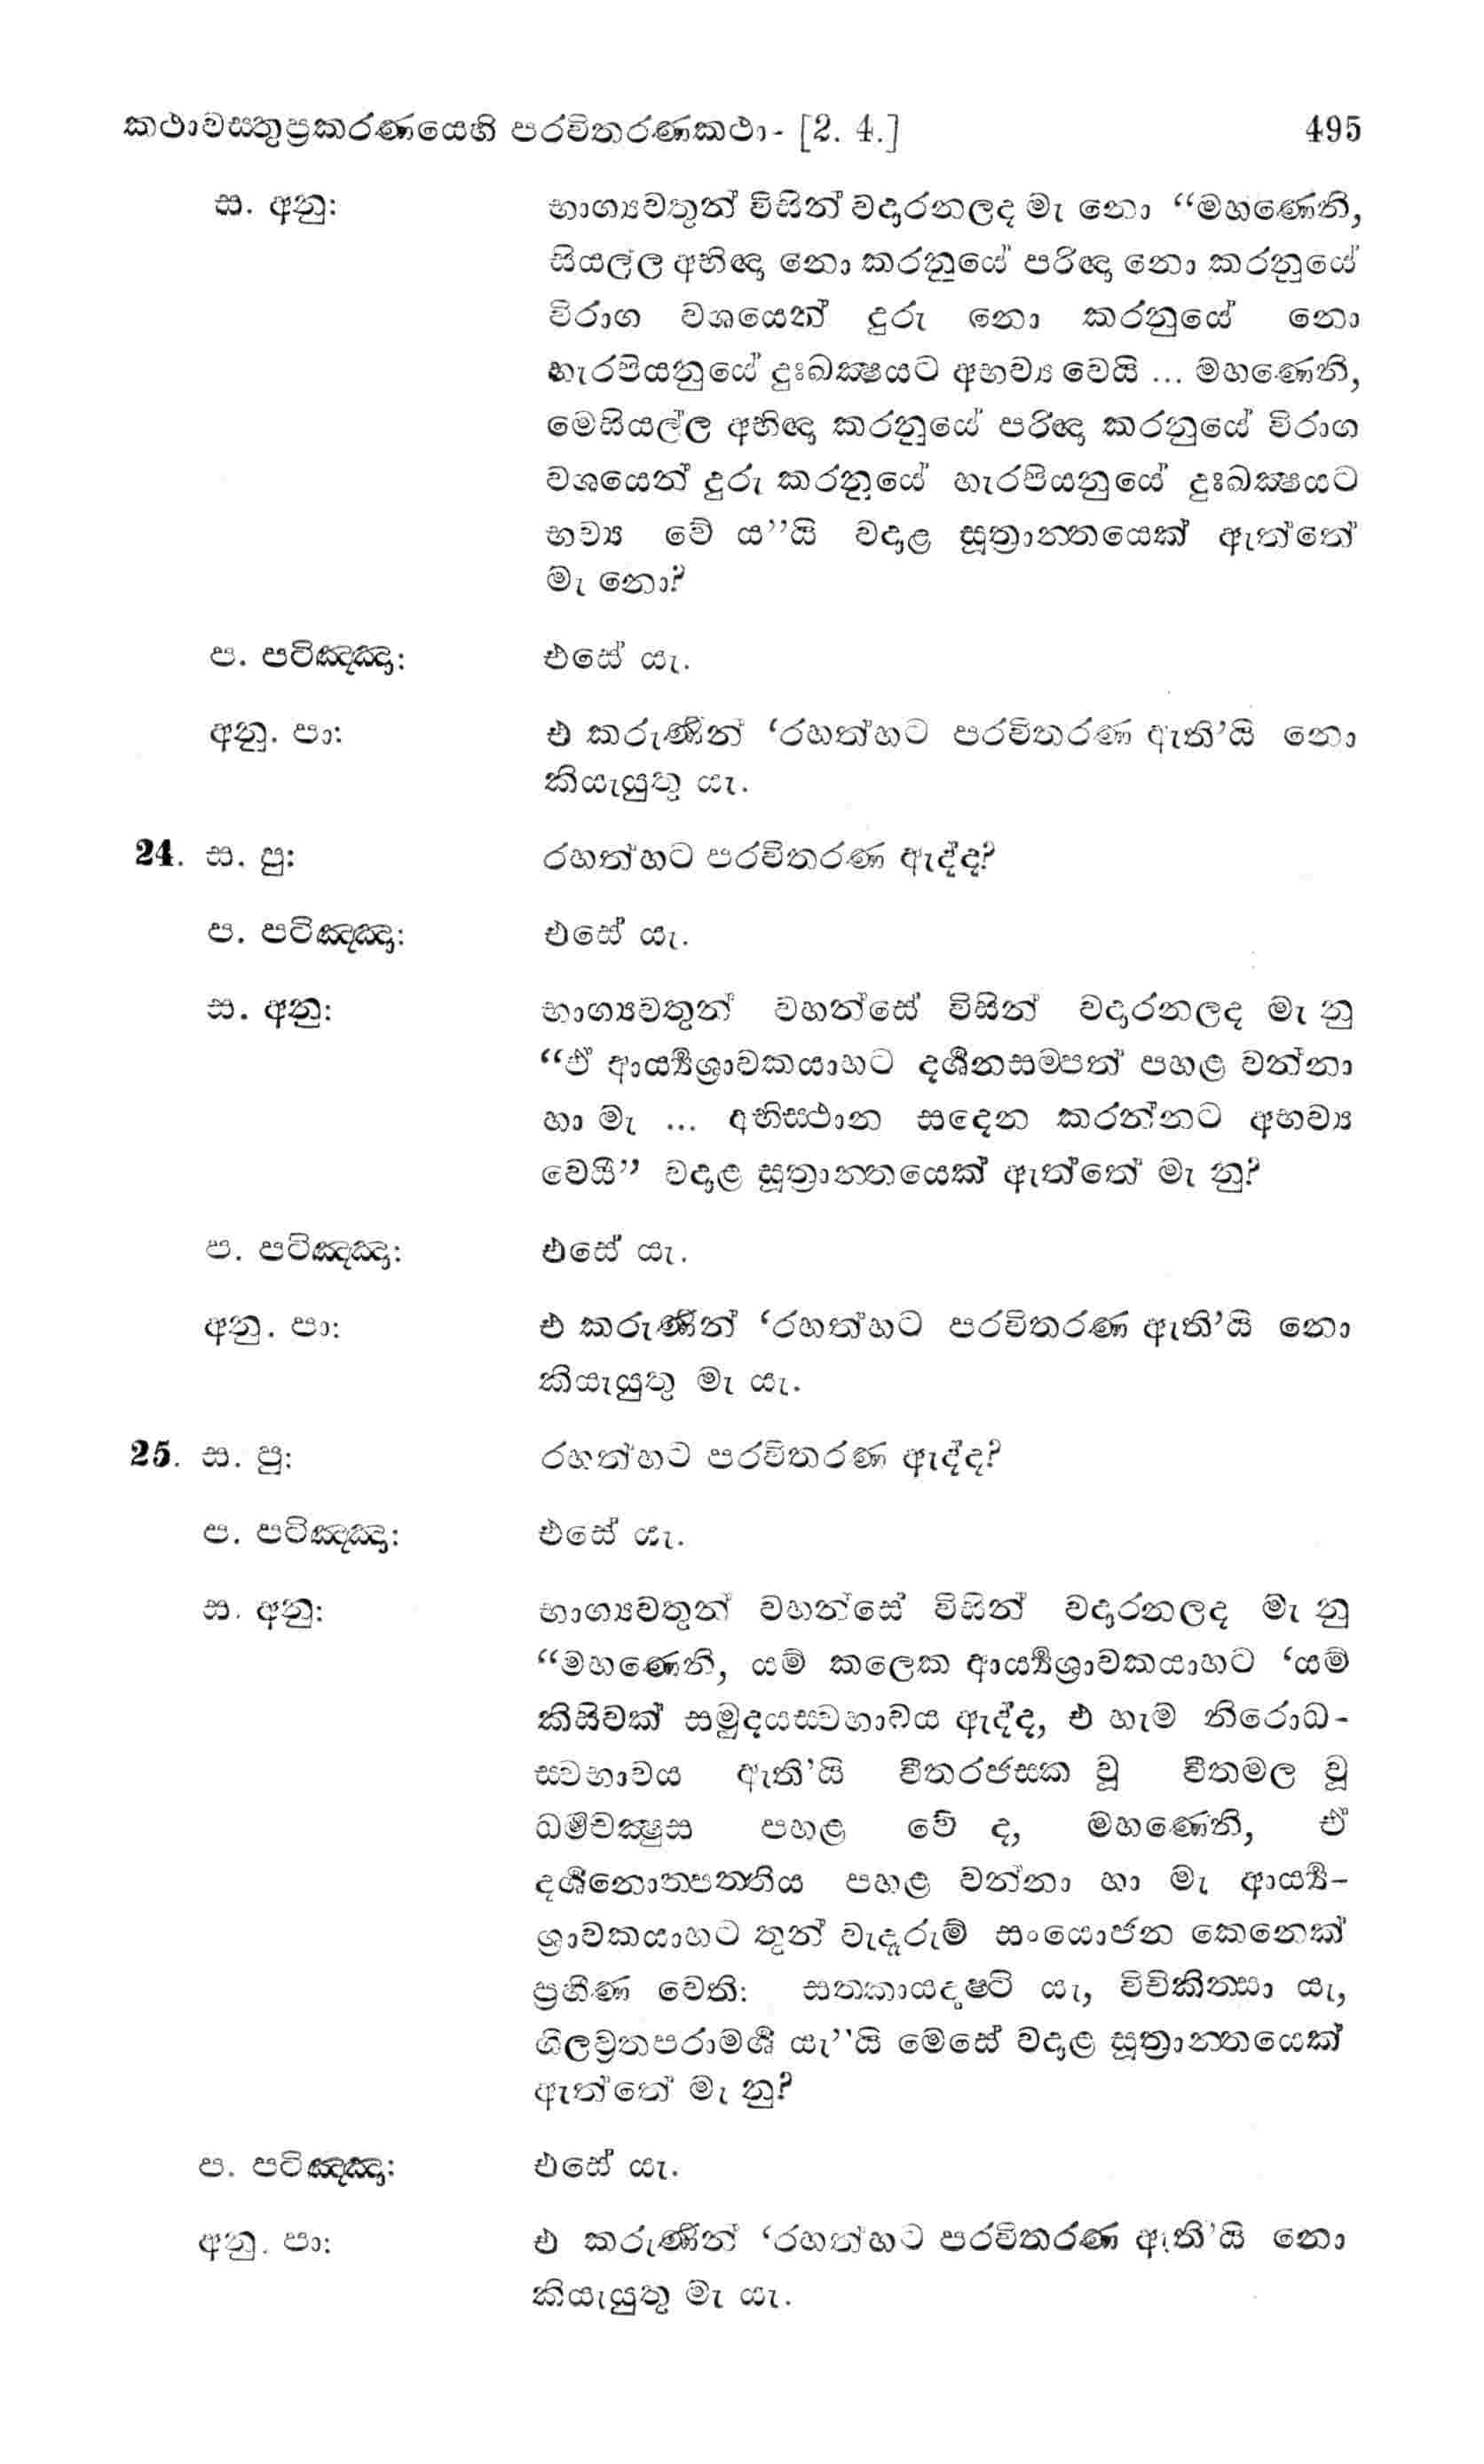 කථාවස්තුප්‍රකරණයෙහි පරවිතරණකථා- [2. 4.] 495
ස. අනු: භාග්‍යවතුන් විසින් වදාරනලද මැ නො “මහණෙනි,
සියල්ල අභිඥා නො කරනුයේ පරිඥා නො කරනුයේ
විරාග වශයෙන් දුරු නො කරනුයේ නො
හැරපියනුයේ දුඃඛක්‍ෂයට අභව්‍ය වෙයි ... මහණෙනි,
මෙසියල්ල අභිඥා කරනුයේ පරිඥා කරනුයේ විරාග
වශයෙන් දුරු කරනුයේ හැරපියනුයේ දුඃඛක්‍ෂයට
භව්‍ය වේ ය”යි වදාළ සූත්‍රාන්තයෙක් ඇත්තේ
මැ නො?
ප. පටිඤ්ඤා: එසේ යැ.
අනු. පා: එ කරුණින් ‘රහත්හට පරවිතරණ ඇති’යි නො
කියැයුතු යැ.
24. ස. පු: රහත්හට පරවිතරණ ඇද්ද?
ප. පටිඤ්ඤා: එසේ යැ.
ස. අනු: භාග්‍යවතුන් වහන්සේ විසින් වදාරනලද මැ නු
“ඒ ආර්‍ය්‍යශ්‍රාවකයාහට දර්‍ශනසම්පත් පහළ වන්නා
හා මැ ... අභිස්ථාන සදෙන කරන්නට අභව්‍ය
වෙයි” වදාළ සූත්‍රාන්තයෙක් ඇත්තේ මැ නු?
ප. පටිඤ්ඤා: එසේ යැ.
අනු. පා: එ කරුණින් ‘රහත්හට පරවිතරණ ඇති’යි නො
කියැයුතු මැ යැ.
25. ස. පු: රහත්හට පරවිතරණ ඇද්ද?
ප. පටිඤ්ඤා: එසේ යැ.
ස. අනු: භාග්‍යවතුන් වහන්සේ විසින් වදාරනලද මැ නු
“මහණෙනි, යම් කලෙක ආර්‍ය්‍යශ්‍රාවකයාහට ‘යම්
කිසිවක් සමුදයස්වභාවය ඇද්ද, එ හැම නිරොධ-
ස්වභාවය ඇති’යි වීතරජස්ක වූ වීතමල වූ
ධර්‍මචක්‍ෂුස පහළ වේ ද, මහණෙනි, ඒ
දර්‍ශනොත්පත්තිය පහළ වන්නා හා මැ ආර්‍ය්‍ය-
ශ්‍රාවකයාහට තුන් වැදෑරුම් සංයොජන කෙනෙක්
ප්‍රහීණ වෙති: සත්කායදෘෂ්ටි යැ, විචිකිත්සා යැ,
ශීලව්‍රතපරාමර්‍ශ යැ”යි මෙසේ වදාළ සූත්‍රාන්තයෙක්
ඇත්තේ මැ නු?
ප. පටිඤ්ඤා: එසේ යැ.
අනු. පා: එ කරුණින් ‘රහත්හට පරවිතරණ ඇති’යි නො
කියැයුතු මැ යැ.